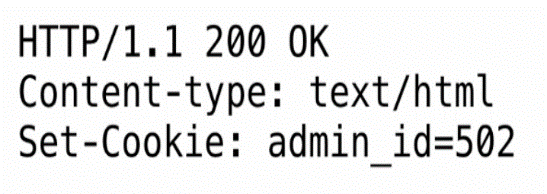 HTTP/1.1 200 OK
Content-type: text/html
Set-Cookie: admin_id=502